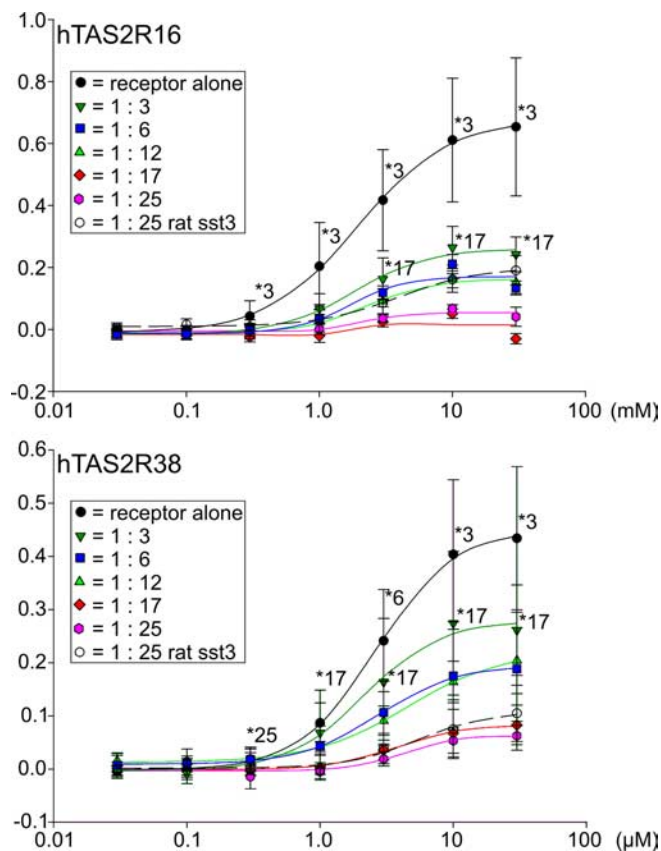 hTAS2R16
= receptor alone
= 1 : 3
= 1 : 6
= 1 : 12
= 1 : 17
= 1 : 25
= 1 : 25 rat sst3
1.0
0.8
0.6
0.4
0.2
0.0
-0.2
*3
*3
*3
*3
*3
*17
*17
*17
0.01 0.1 1.0 10 100 (mM)
hTAS2R38
= receptor alone
= 1 : 3
= 1 : 6
= 1 : 12
= 1 : 17
= 1 : 25
= 1 : 25 rat sst3
0.6
0.5
0.4
0.3
0.2
0.1
0.0
-0.1
*25
*17
*6
*3
*3
*17
*17
*17
0.01 0.1 1.0 10 100 (µM)